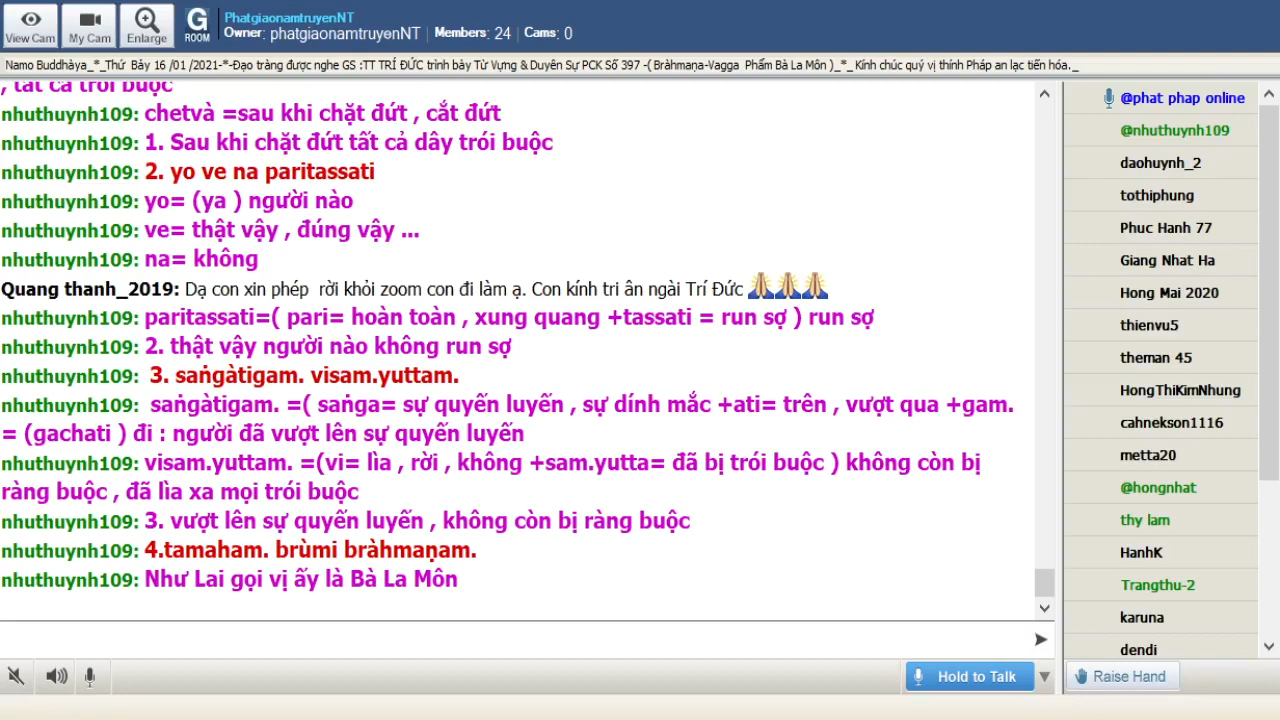 View Cam
My Cam
Enlarge
G
ROOM
PhatgiaonamtruyenNT
Owner: phatgiaonamtruyenNT | Members: 24 | Cams: 0
Namo Buddhàya_*_Thứ Bảy 16 /01 /2021-*-Đạo tràng được nghe GS :TT TRÍ ĐỨC trình bày Từ Vựng & Duyên Sự PCK Số 397 -( Bràhmaṇa-Vagga Phẩm Bà La Môn )_*_ Kính chúc quý vị thính Pháp an lạc tiến hóa._
, tất cả trói buộc
nhuthuynh109: chetvà =sau khi chặt đứt , cắt đứt
nhuthuynh109: 1. Sau khi chặt đứt tất cả dây trói buộc
nhuthuynh109: 2. yo ve na paritassati
nhuthuynh109: yo= (ya ) người nào
nhuthuynh109: ve= thật vậy , đúng vậy ...
nhuthuynh109: na= không
Quang thanh_2019: Dạ con xin phép rời khỏi zoom con đi làm ạ. Con kính tri ân ngài Trí Đức 🙏🙏🙏
nhuthuynh109: paritassati=( pari= hoàn toàn , xung quang +tassati = run sợ ) run sợ
nhuthuynh109: 2. thật vậy người nào không run sợ
nhuthuynh109: 3. saṅgàtigam. visam.yuttam.
nhuthuynh109: saṅgàtigam. =( saṅga= sự quyến luyến , sự dính mắc +ati= trên , vượt qua +gam.
= (gachati ) đi : người đã vượt lên sự quyến luyến
nhuthuynh109: visam.yuttam. =(vi= lìa , rời , không +sam.yutta= đã bị trói buộc ) không còn bị
ràng buộc , đã lìa xa mọi trói buộc
nhuthuynh109: 3. vượt lên sự quyến luyến , không còn bị ràng buộc
nhuthuynh109: 4.tamaham. brùmi bràhmaṇam.
nhuthuynh109: Như Lai gọi vị ấy là Bà La Môn
@phat phap online
@nhuthuynh109
daohuynh_2
tothiphung
Phuc Hanh 77
Giang Nhat Ha
Hong Mai 2020
thienvu5
theman 45
HongThiKimNhung
cahnekson1116
metta20
@hongnhat
thy lam
HanhK
Trangthu-2
karuna
dendi
Hold to Talk
Raise Hand